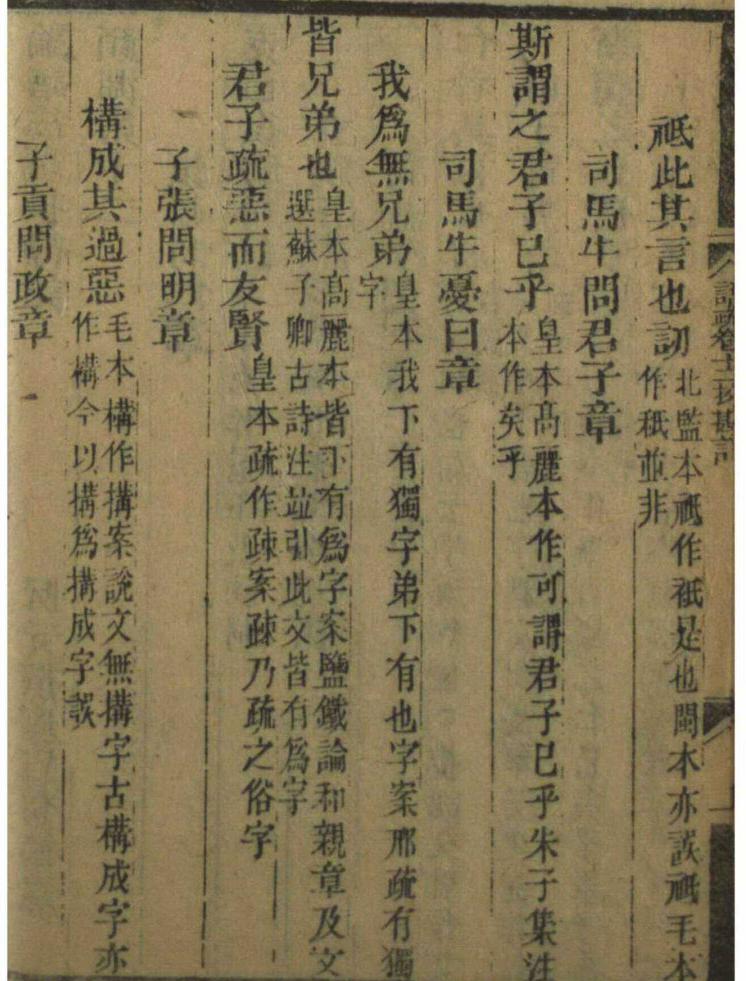 祗此其言也訒北監本祗作祇是也閩本亦誤祗毛本
作秖並非
司馬牛問君子章
斯謂之君子已乎皇本高麗本作可謂君子已乎朱子集注
本作矣乎
司馬牛憂曰章
我爲無兄弟皇本我下有獨字弟下有也字案邢疏有獨
字
皆兄弟也皇本高麗本皆下有爲字案鹽鐵論和親章及文
選蘇子卿古詩注竝引此文皆有爲字
君子疏惡而友賢皇本疏作疎案疎乃疏之俗字
子張問明章
構成其過惡毛本構作搆案說文無搆字古構成字亦
作構今以搆爲搆成字誤
子貢問政章